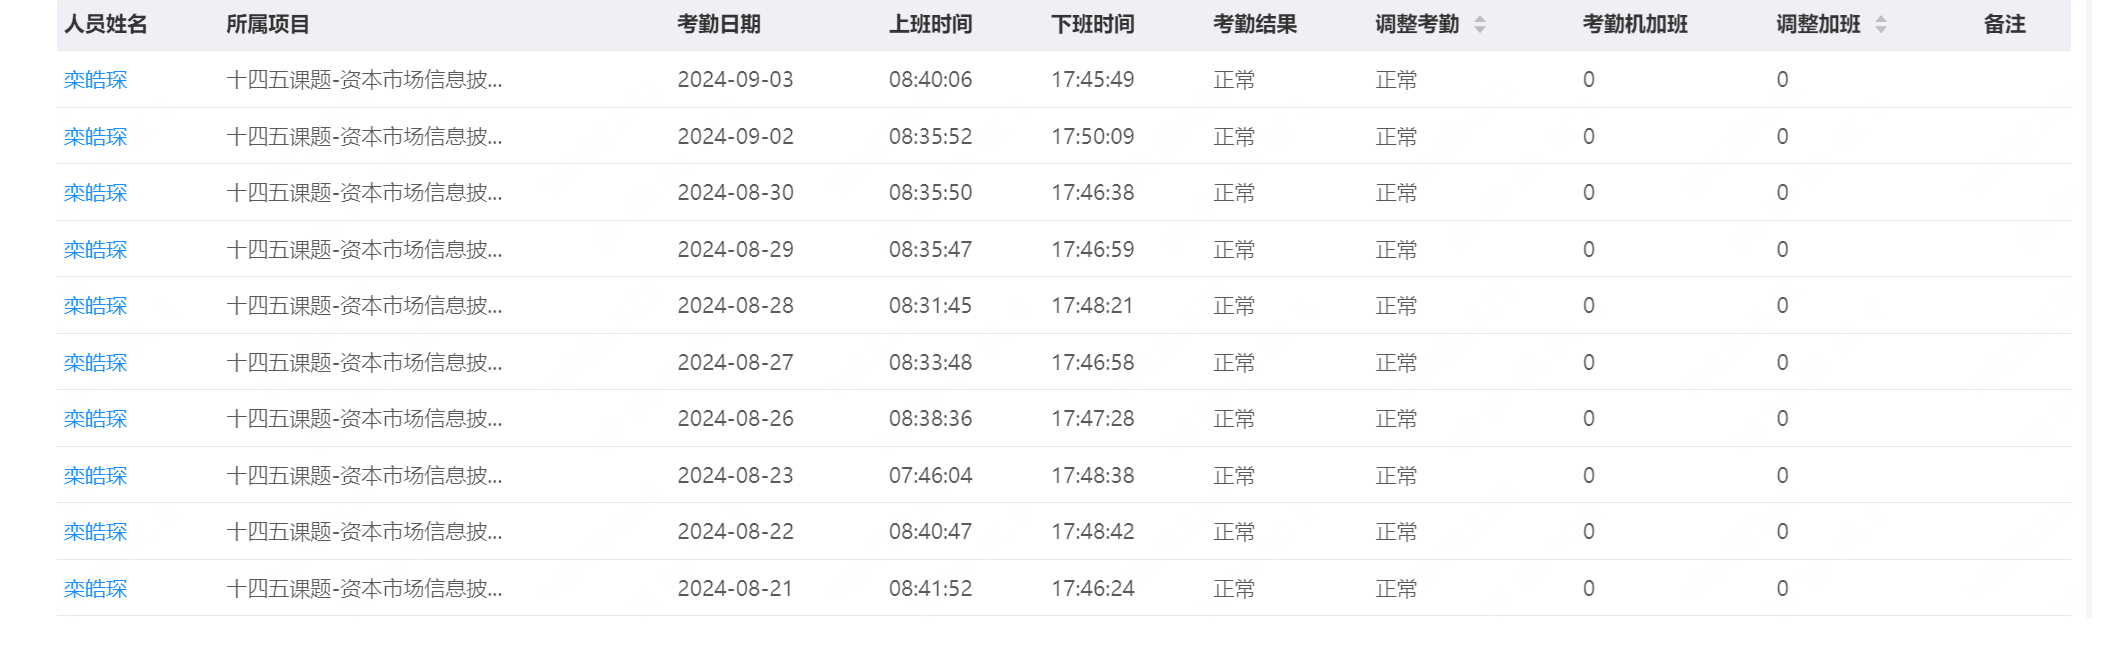 人员姓名 所属项目 考勤日期 上班时间 下班时间 考勤结果 调整考勤 考勤机加班 调整加班 备注
栾皓琛 十四五课题-资本市场信息披... 2024-09-03 08:40:06 17:45:49 正常 正常 0 0
栾皓琛 十四五课题-资本市场信息披... 2024-09-02 08:35:52 17:50:09 正常 正常 0 0
栾皓琛 十四五课题-资本市场信息披... 2024-08-30 08:35:50 17:46:38 正常 正常 0 0
栾皓琛 十四五课题-资本市场信息披... 2024-08-29 08:35:47 17:46:59 正常 正常 0 0
栾皓琛 十四五课题-资本市场信息披... 2024-08-28 08:31:45 17:48:21 正常 正常 0 0
栾皓琛 十四五课题-资本市场信息披... 2024-08-27 08:33:48 17:46:58 正常 正常 0 0
栾皓琛 十四五课题-资本市场信息披... 2024-08-26 08:38:36 17:47:28 正常 正常 0 0
栾皓琛 十四五课题-资本市场信息披... 2024-08-23 07:46:04 17:48:38 正常 正常 0 0
栾皓琛 十四五课题-资本市场信息披... 2024-08-22 08:40:47 17:48:42 正常 正常 0 0
栾皓琛 十四五课题-资本市场信息披... 2024-08-21 08:41:52 17:46:24 正常 正常 0 0